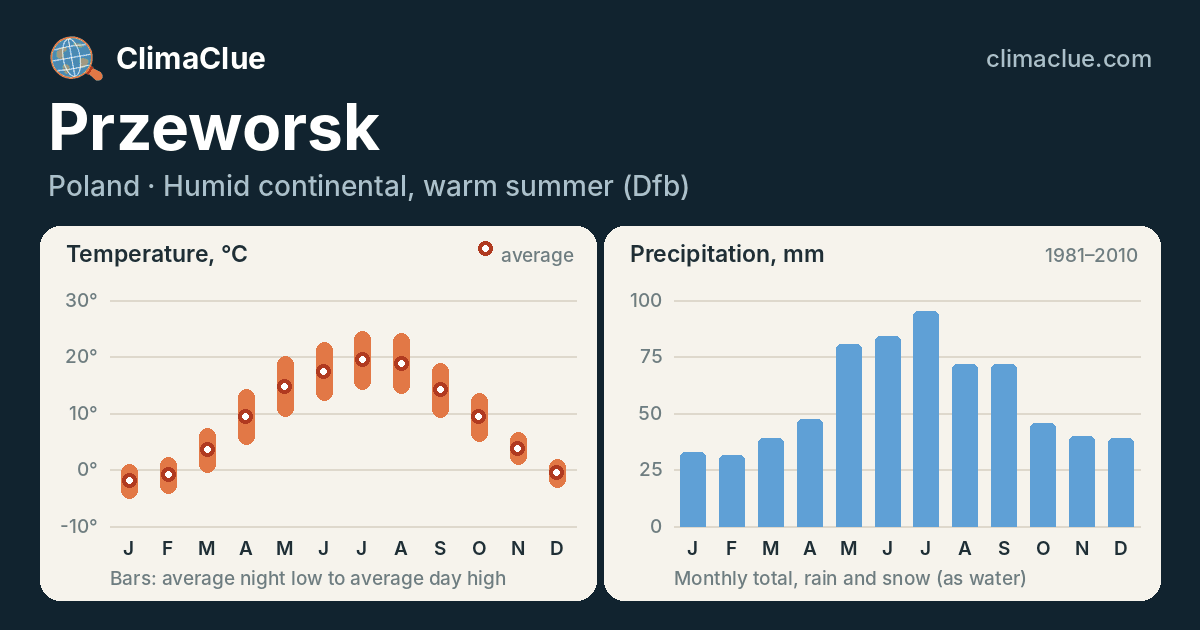 ClimaClue
climaclue.com
Przeworsk
Poland · Humid continental, warm summer (Dfb)
Temperature, °C
average
30°
20°
10°
0°
-10°
J F M A M J J A S O N D
Bars: average night low to average day high
Precipitation, mm
1981–2010
100
75
50
25
0
J F M A M J J A S O N D
Monthly total, rain and snow (as water)